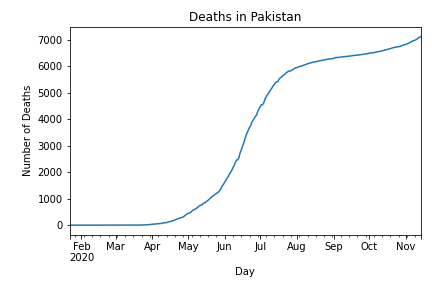 Deaths in Pakistan
Number of Deaths
7000
6000
5000
4000
3000
2000
1000
0
Feb Mar Apr May Jun Jul Aug Sep Oct Nov
2020
Day